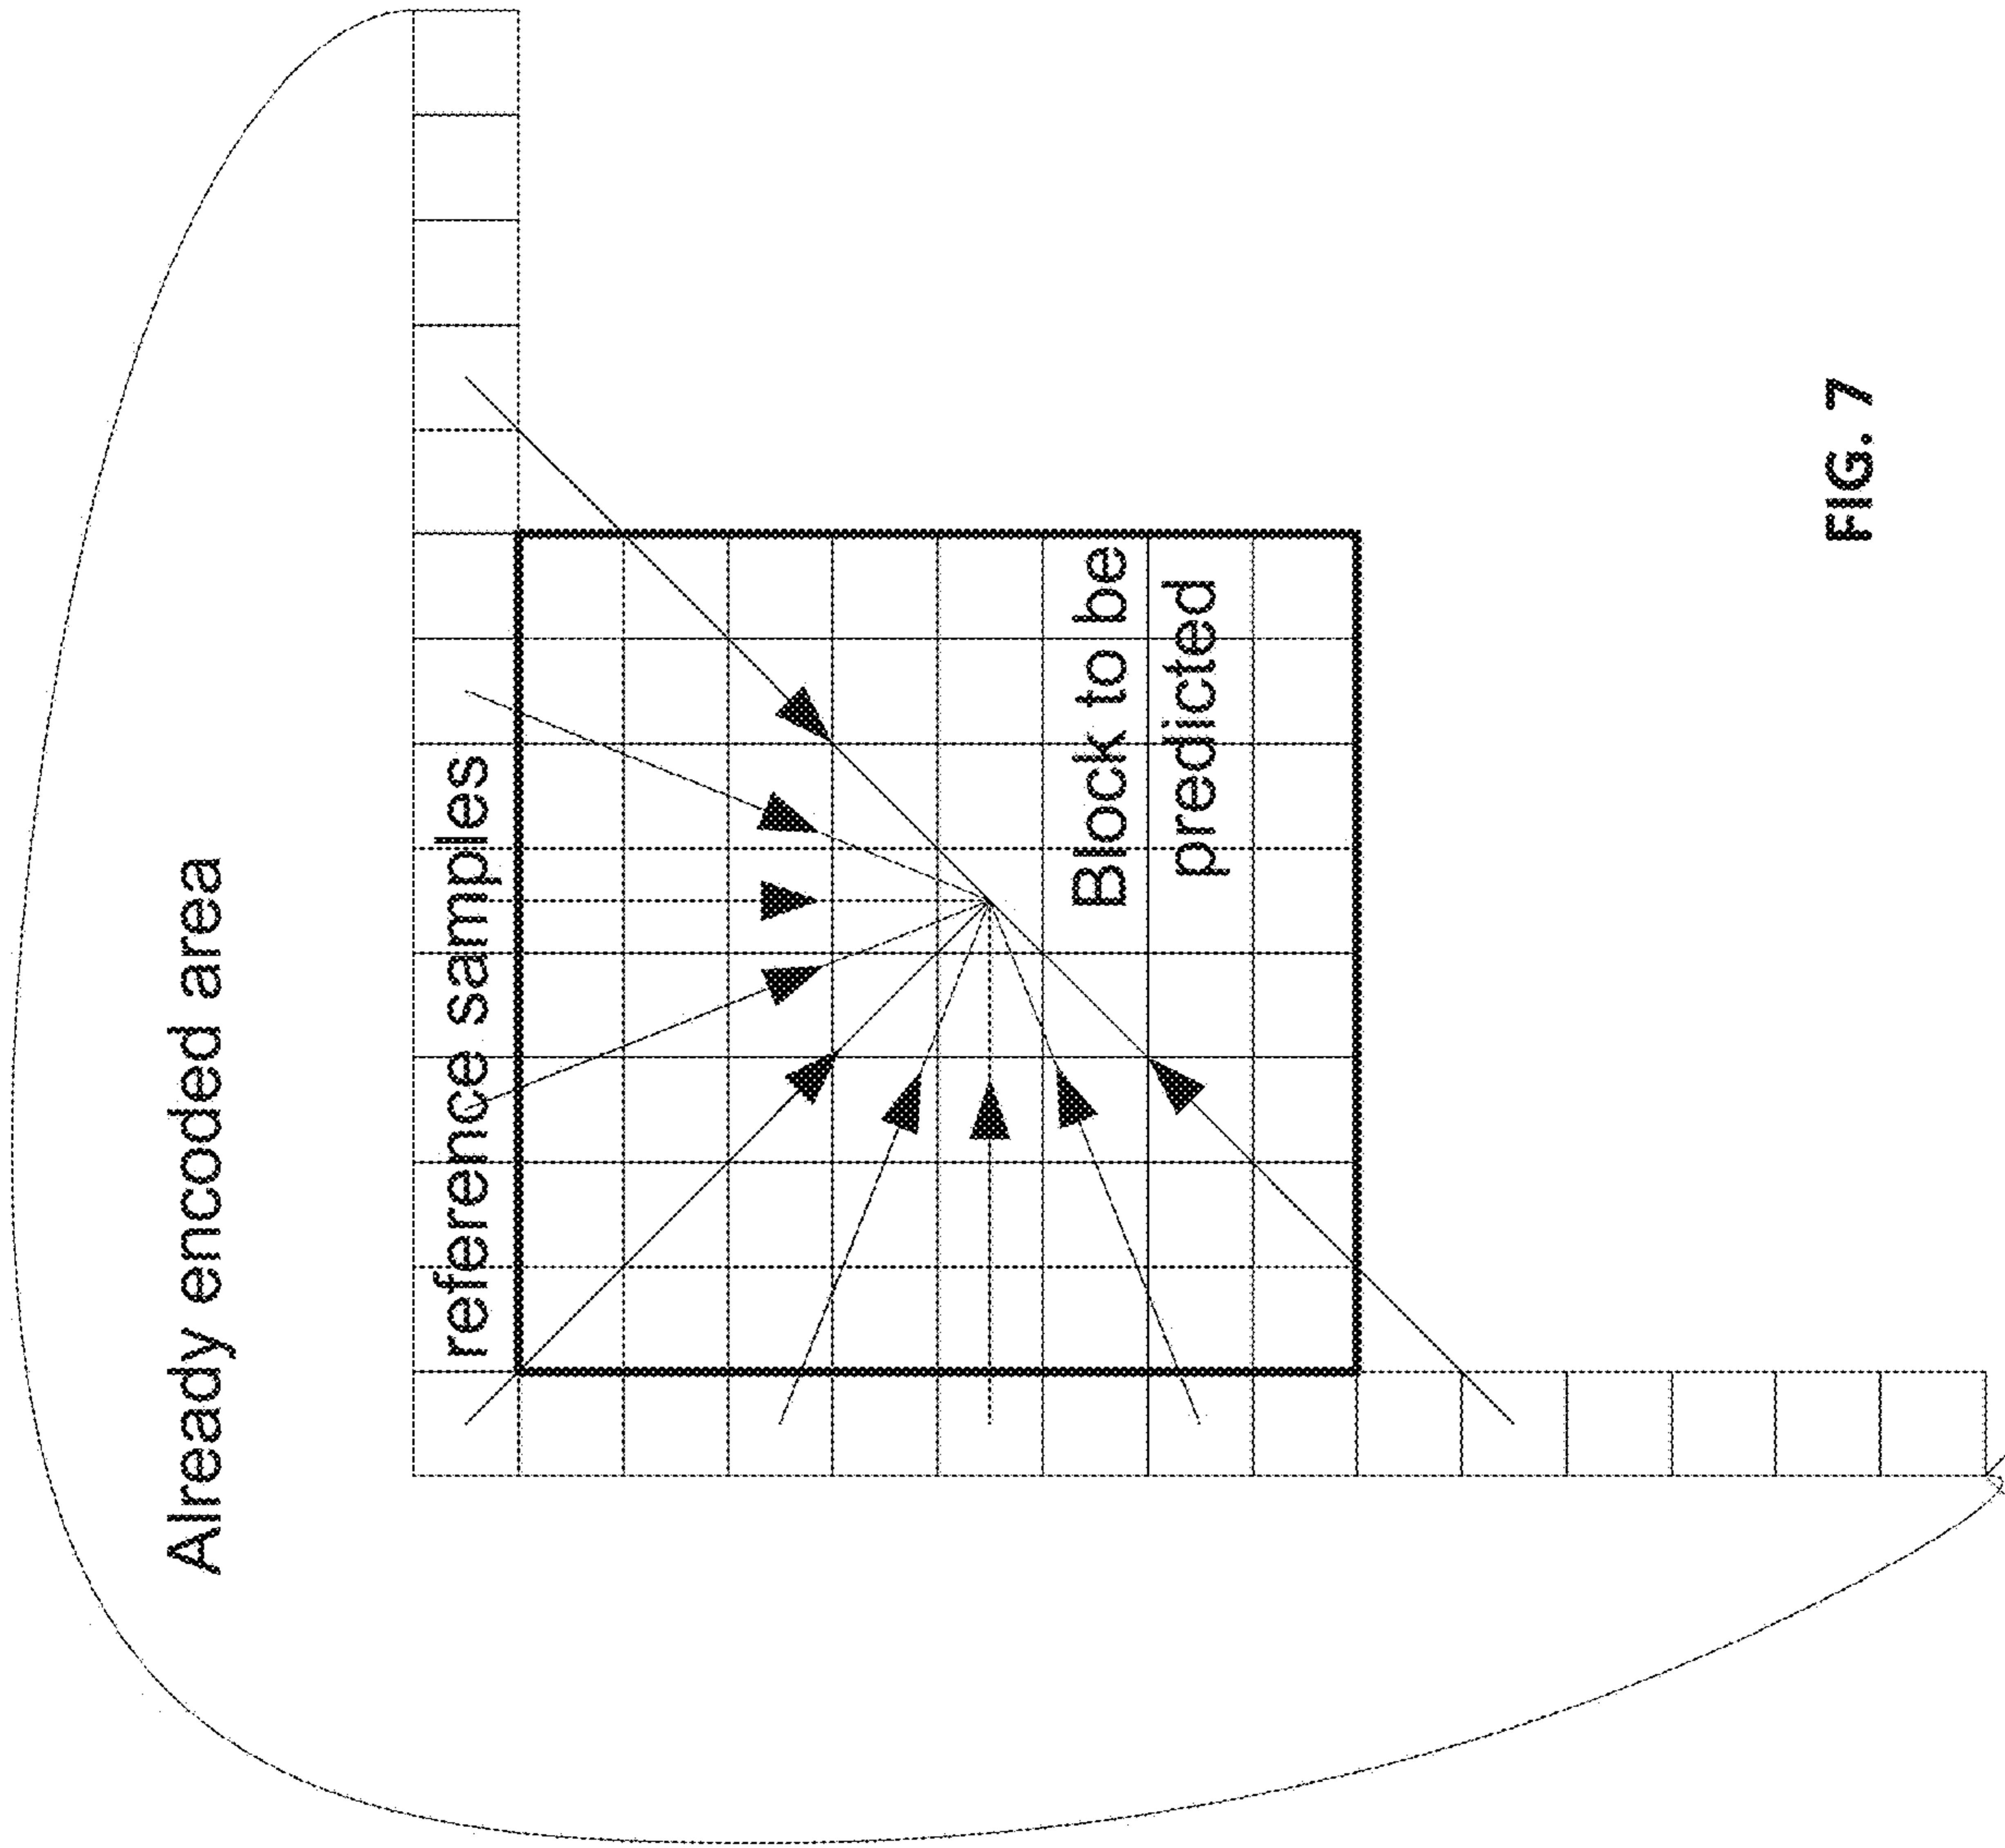 Already encoded area
reference samples
Block to be
predicted
FIG. 7